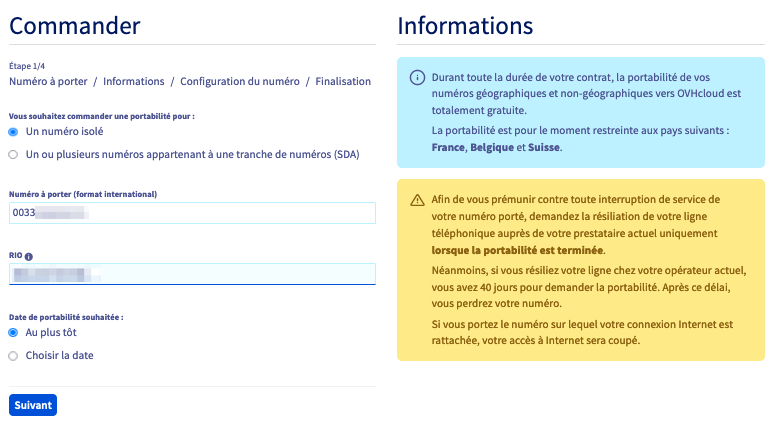 Commander
Étape 1/4
Numéro à porter / Informations / Configuration du numéro / Finalisation
Vous souhaitez commander une portabilité pour :
Un numéro isolé
Un ou plusieurs numéros appartenant à une tranche de numéros (SDA)
Numéro à porter (format international)
0033
RIO
Date de portabilité souhaitée :
Au plus tôt
Choisir la date
Suivant
Informations
Durant toute la durée de votre contrat, la portabilité de vos
numéros géographiques et non-géographiques vers OVHcloud est
totalement gratuite.
La portabilité est pour le moment restreinte aux pays suivants :
France, Belgique et Suisse.
Afin de vous prémunir contre toute interruption de service de
votre numéro porté, demandez la résiliation de votre ligne
téléphonique auprès de votre prestataire actuel uniquement
lorsque la portabilité est terminée.
Néanmoins, si vous résiliez votre ligne chez votre opérateur actuel,
vous avez 40 jours pour demander la portabilité. Après ce délai,
vous perdrez votre numéro.
Si vous portez le numéro sur lequel votre connexion Internet est
rattachée, votre accès à Internet sera coupé.